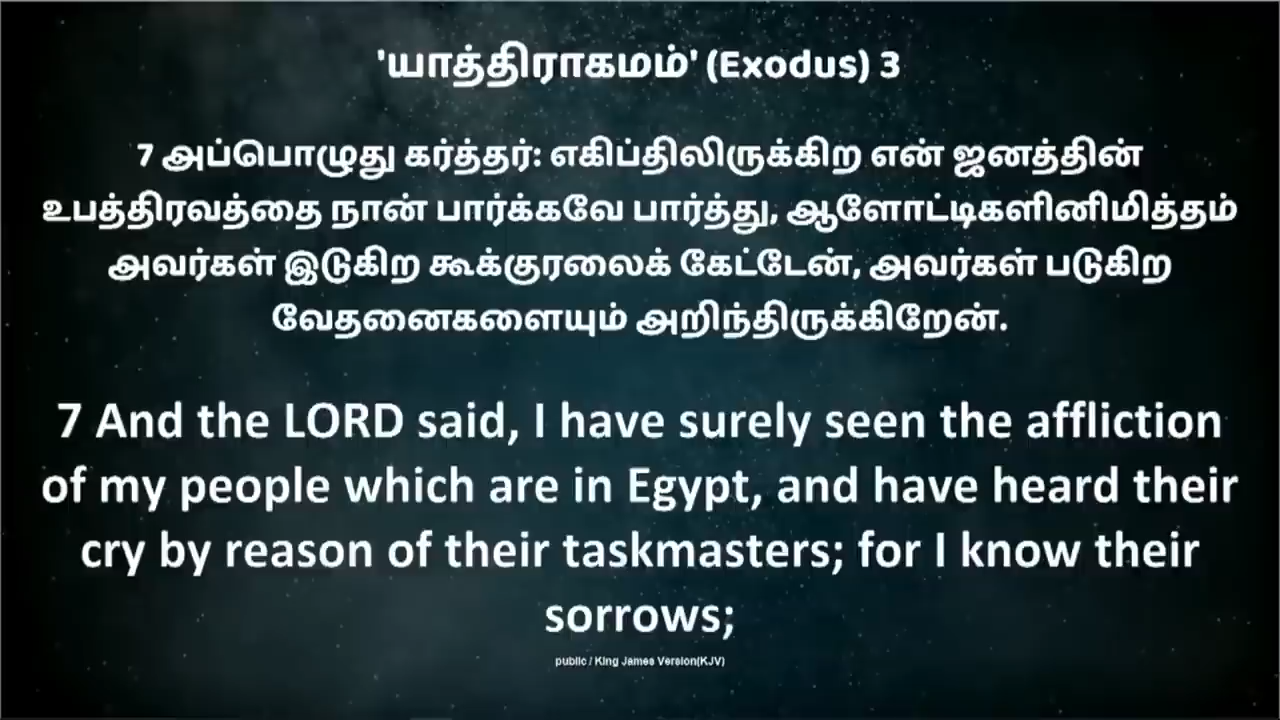 'யாத்திராகமம்' (Exodus) 3
7 அப்பொழுது கர்த்தர்: எகிப்திலிருக்கிற என் ஜனத்தின்
உபத்திரவத்தை நான் பார்க்கவே பார்த்து, ஆளோட்டிகளினிமித்தம்
அவர்கள் இடுகிற கூக்குரலைக் கேட்டேன், அவர்கள் படுகிற
வேதனைகளையும் அறிந்திருக்கிறேன்.
7 And the LORD said, I have surely seen the affliction
of my people which are in Egypt, and have heard their
cry by reason of their taskmasters; for I know their
sorrows;
public / King James Version(KJV)